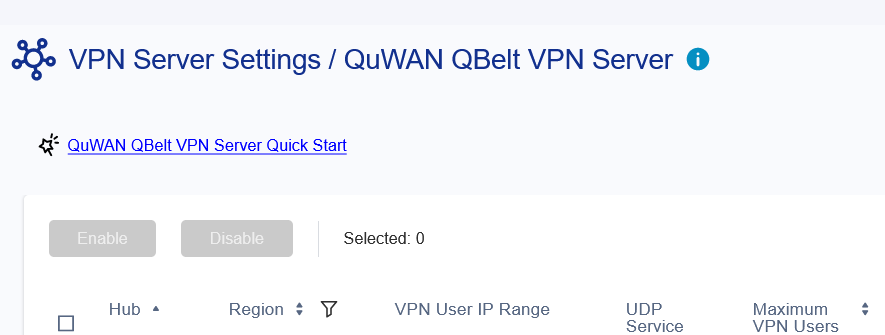 VPN Server Settings / QuWAN QBelt VPN Server
QuWAN QBelt VPN Server Quick Start
Enable Disable Selected: 0
Hub Region VPN User IP Range UDP Service Maximum VPN Users